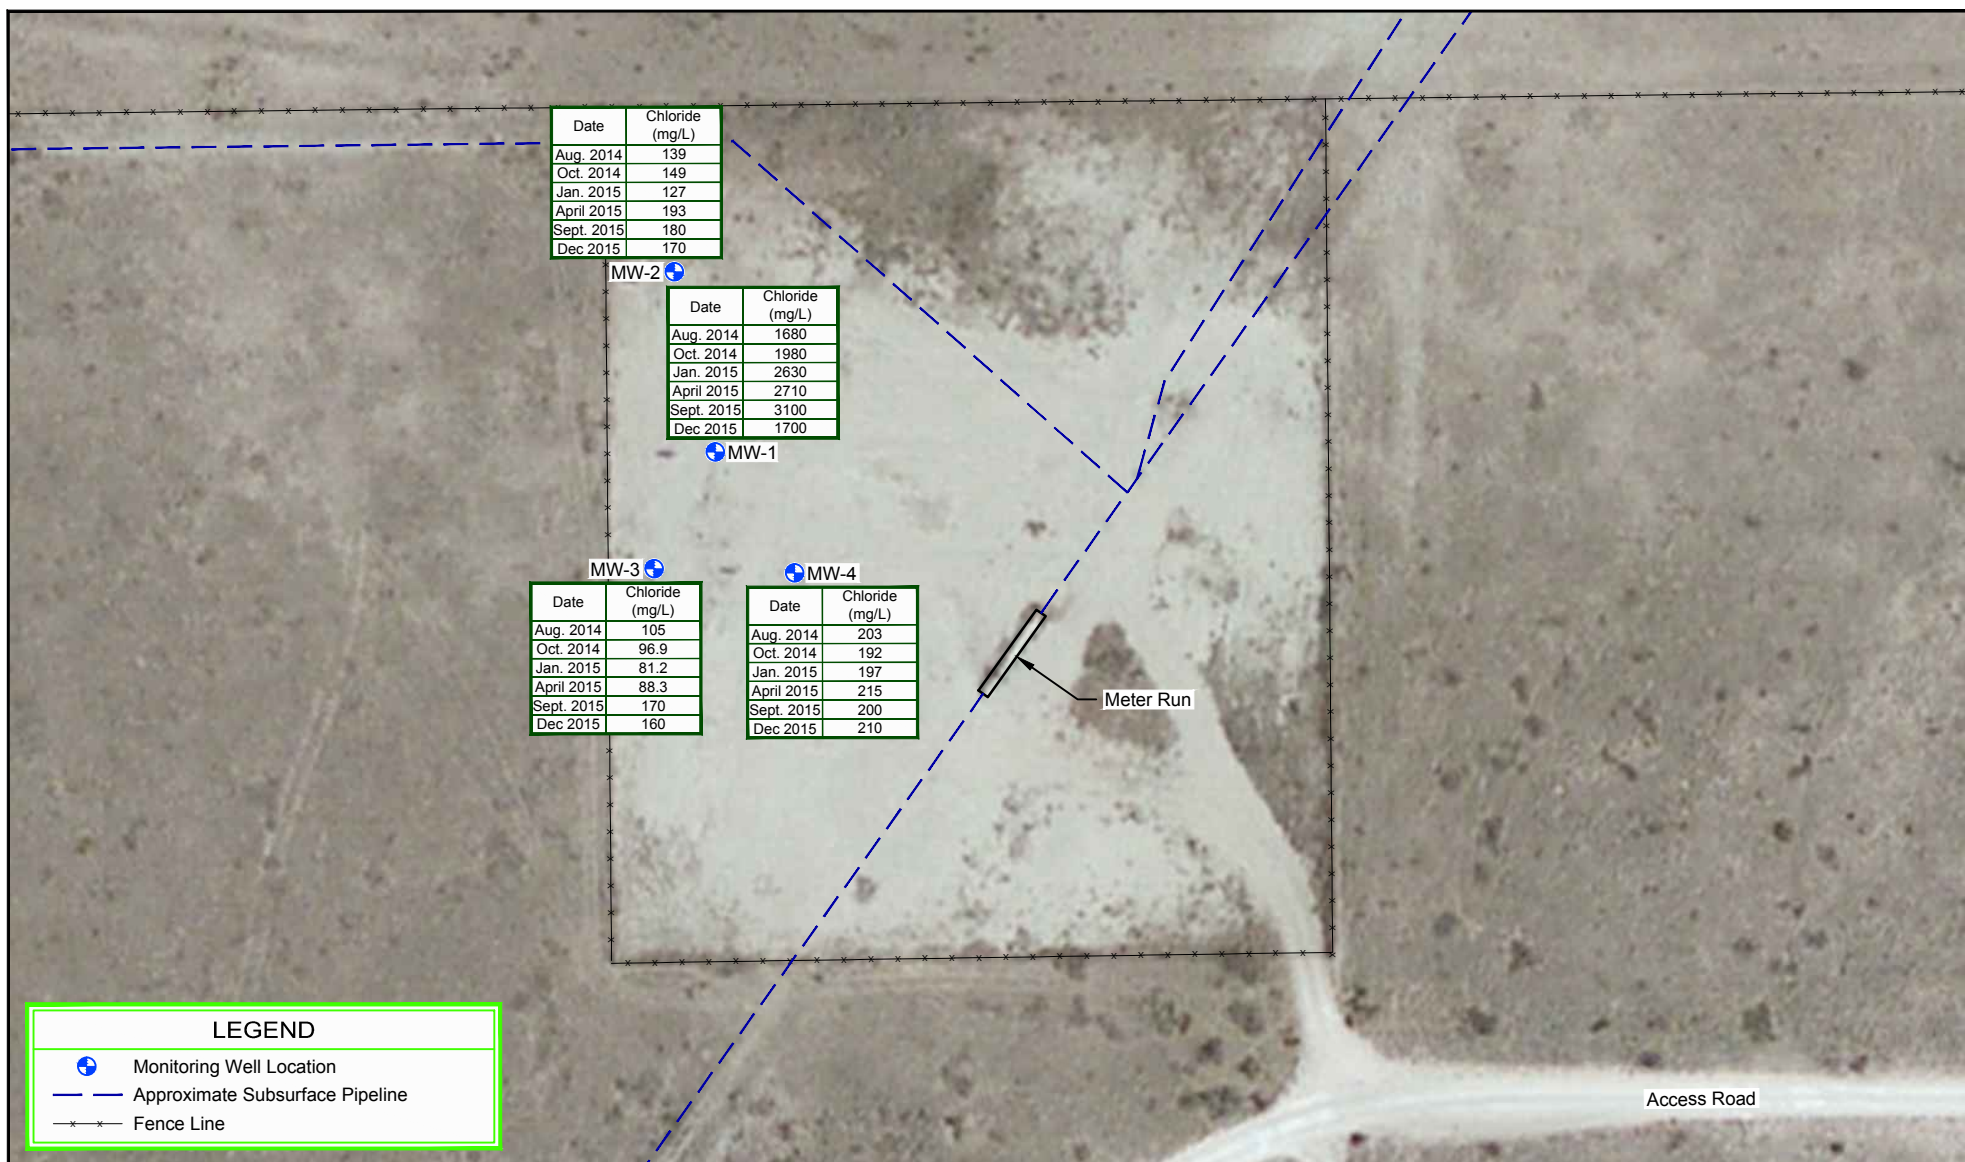 Date Chloride (mg/L)
Aug. 2014 139
Oct. 2014 149
Jan. 2015 127
April 2015 193
Sept. 2015 180
Dec 2015 170
MW-2
Date Chloride (mg/L)
Aug. 2014 1680
Oct. 2014 1980
Jan. 2015 2630
April 2015 2710
Sept. 2015 3100
Dec 2015 1700
MW-1
MW-3
Date Chloride (mg/L)
Aug. 2014 105
Oct. 2014 96.9
Jan. 2015 81.2
April 2015 88.3
Sept. 2015 170
Dec 2015 160
MW-4
Date Chloride (mg/L)
Aug. 2014 203
Oct. 2014 192
Jan. 2015 197
April 2015 215
Sept. 2015 200
Dec 2015 210
Meter Run
LEGEND
Monitoring Well Location
Approximate Subsurface Pipeline
Fence Line
Access Road